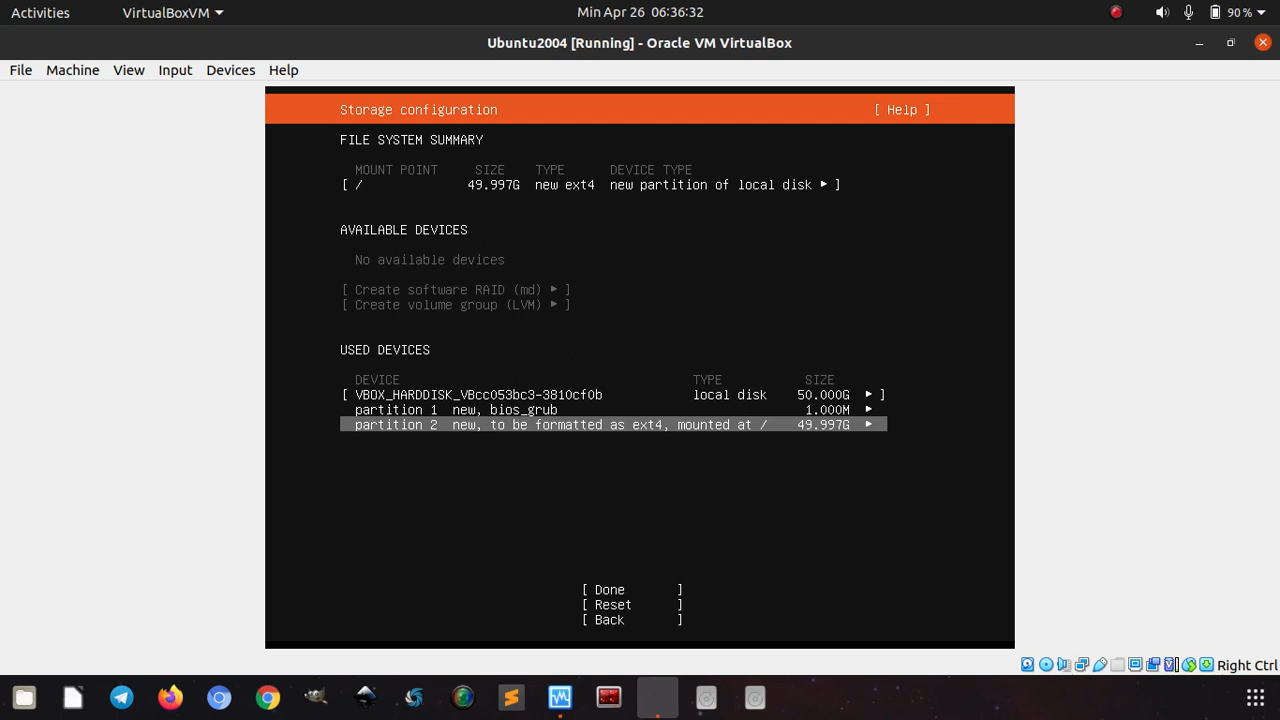 Activities VirtualBoxVM Min Apr 26 06:36:32 90 %
Ubuntu2004 [Running] - Oracle VM VirtualBox
File Machine View Input Devices Help
Storage configuration [ Help ]
FILE SYSTEM SUMMARY
MOUNT POINT SIZE TYPE DEVICE TYPE
[ / 49.997G new ext4 new partition of local disk ▸ ]
AVAILABLE DEVICES
No available devices
[ Create software RAID (md) ▸ ]
[ Create volume group (LVM) ▸ ]
USED DEVICES
DEVICE TYPE SIZE
[ VBOX_HARDDISK_VBcc053bc3-3810cf0b local disk 50.000G ▸ ]
partition 1 new, bios_grub 1.000M ▸
partition 2 new, to be formatted as ext4, mounted at / 49.997G ▸
[ Done ]
[ Reset ]
[ Back ]
Right Ctrl